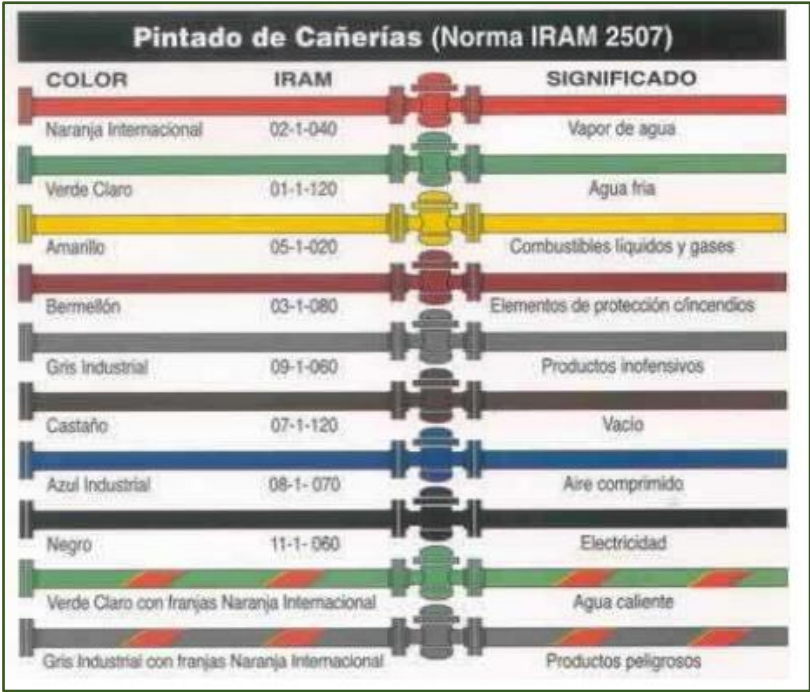 Pintado de Cañerías (Norma IRAM 2507)
COLOR IRAM SIGNIFICADO
Naranja Internacional 02-1-040 Vapor de agua
Verde Claro 01-1-120 Agua fria
Amarillo 05-1-020 Combustibles líquidos y gases
Bermellón 03-1-080 Elementos de protección c/incendios
Gris Industrial 09-1-060 Productos inofensivos
Castaño 07-1-120 Vacío
Azul Industrial 08-1- 070 Aire comprimido
Negro 11-1- 060 Electricidad
Verde Claro con franjas Naranja Internacional Agua caliente
Gris Industrial con franjas Naranja Internacional Productos peligrosos